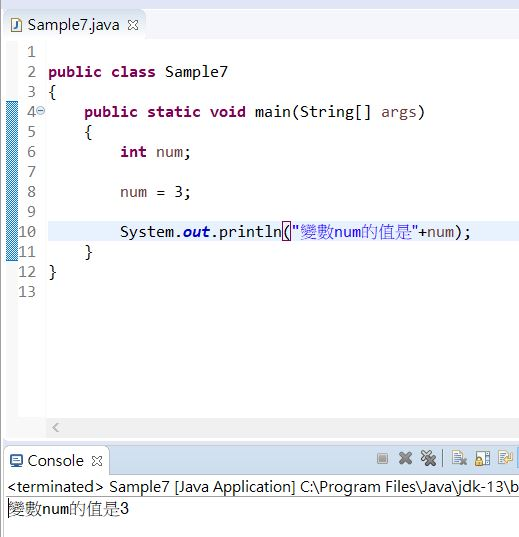 Sample7.java
1
2 public class Sample7
3 {
4 public static void main(String[] args)
5 {
6 int num;
7
8 num = 3;
9
10 System.out.println("變數num的值是"+num);
11 }
12 }
13
Console
<terminated> Sample7 [Java Application] C:\Program Files\Java\jdk-13\b
變數num的值是3